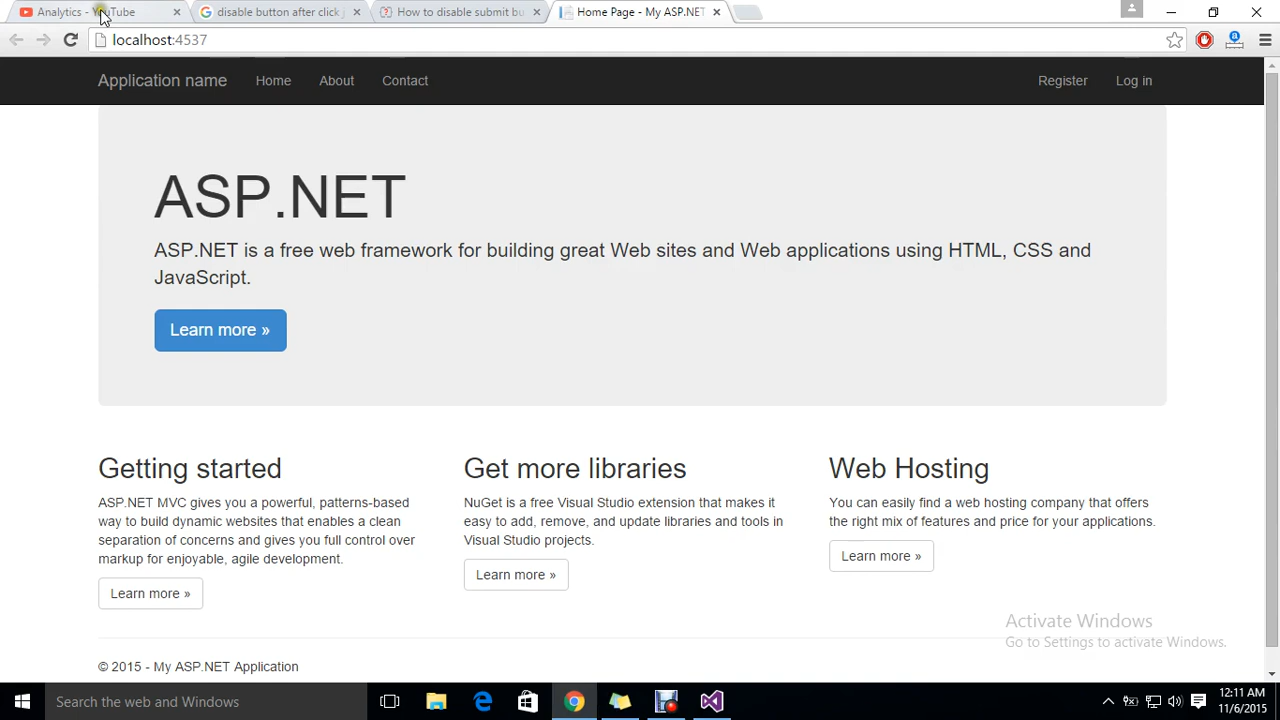 Analytics - YouTube
disable button after click j
How to disable submit bu
Home Page - My ASP.NET
localhost:4537
Application name Home About Contact Register Log in
ASP.NET
ASP.NET is a free web framework for building great Web sites and Web applications using HTML, CSS and
JavaScript.
Learn more »
Getting started
ASP.NET MVC gives you a powerful, patterns-based
way to build dynamic websites that enables a clean
separation of concerns and gives you full control over
markup for enjoyable, agile development.
Learn more »
Get more libraries
NuGet is a free Visual Studio extension that makes it
easy to add, remove, and update libraries and tools in
Visual Studio projects.
Learn more »
Web Hosting
You can easily find a web hosting company that offers
the right mix of features and price for your applications.
Learn more »
Activate Windows
Go to Settings to activate Windows.
© 2015 - My ASP.NET Application
Search the web and Windows
12:11 AM
11/6/2015